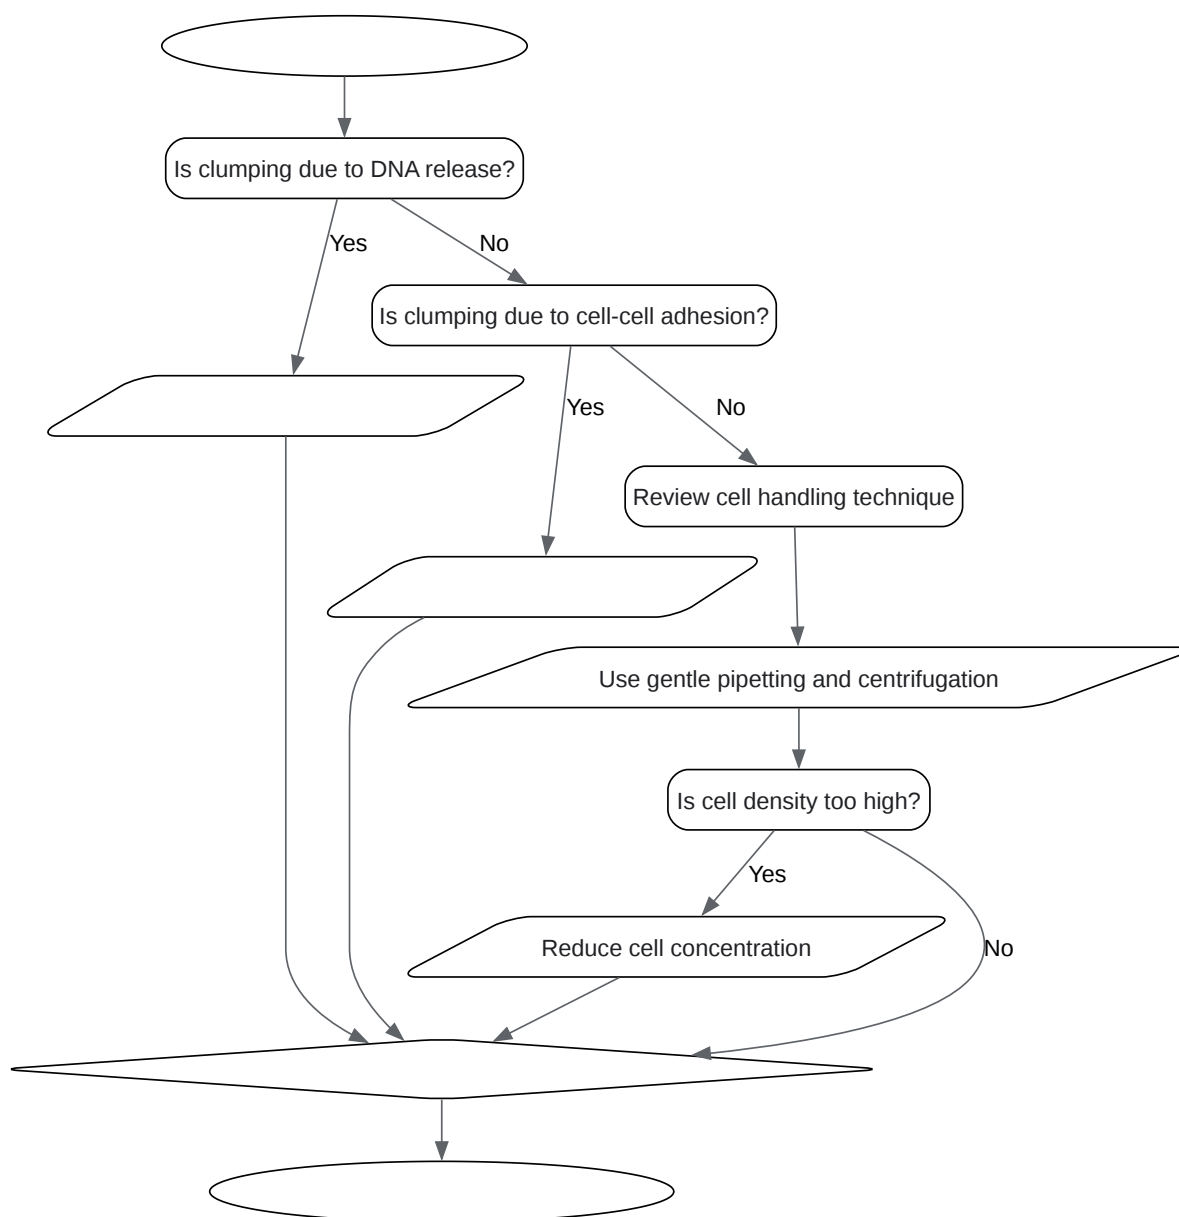 Is clumping due to DNA release?
Yes
No
Is clumping due to cell-cell adhesion?
Yes
No
Review cell handling technique
Use gentle pipetting and centrifugation
Is cell density too high?
Yes
Reduce cell concentration
No